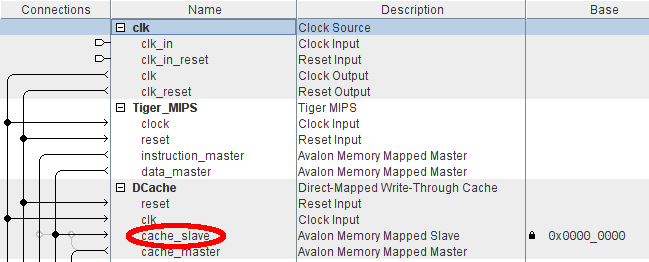 Connections Name Description Base
clk Clock Source
clk_in Clock Input
clk_in_reset Reset Input
clk Clock Output
clk_reset Reset Output
Tiger_MIPS Tiger MIPS
clock Clock Input
reset Reset Input
instruction_master Avalon Memory Mapped Master
data_master Avalon Memory Mapped Master
DCache Direct-Mapped Write-Through Cache
reset Reset Input
clk Clock Input
cache_slave Avalon Memory Mapped Slave 0x0000_0000
cache_master Avalon Memory Mapped Master